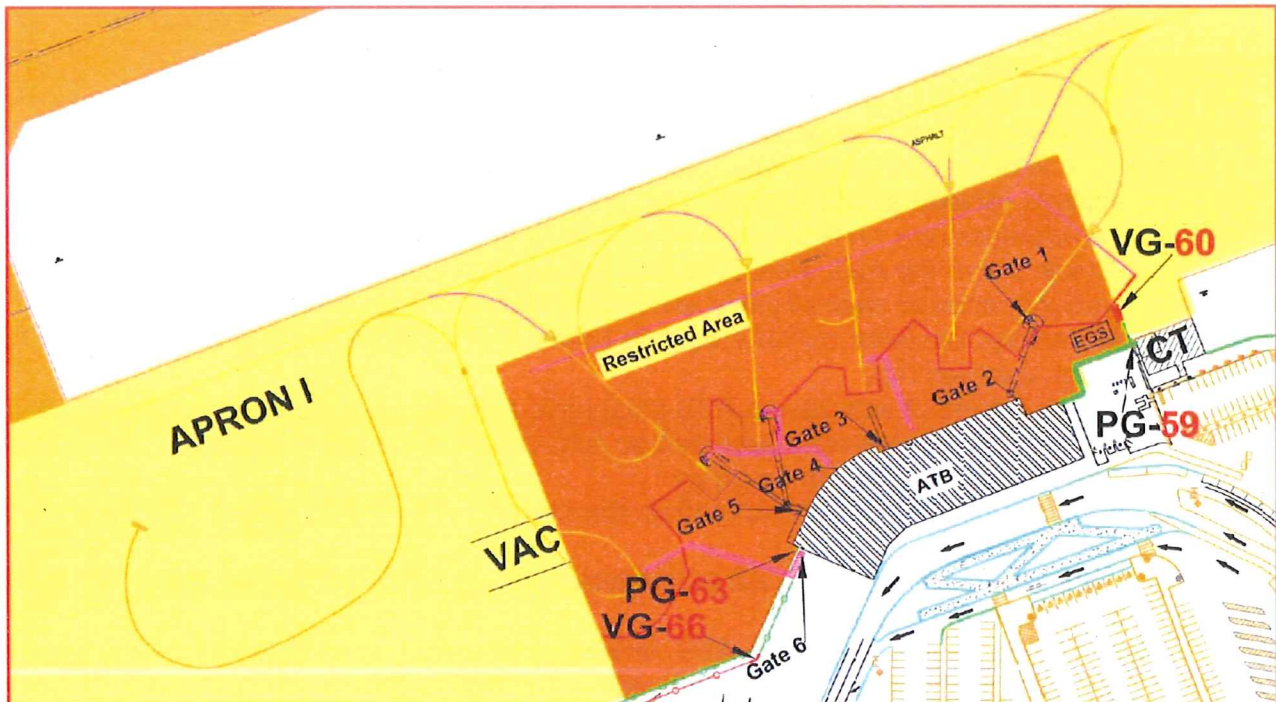 ASPHALT
VG-60
Gate 1
Restricted Area
EGS
CT
APRON I
Gate 2
PG-59
Gate 3
ATB
Gate 4
Gate 5
VAC
PG-63
VG-66
Gate 6